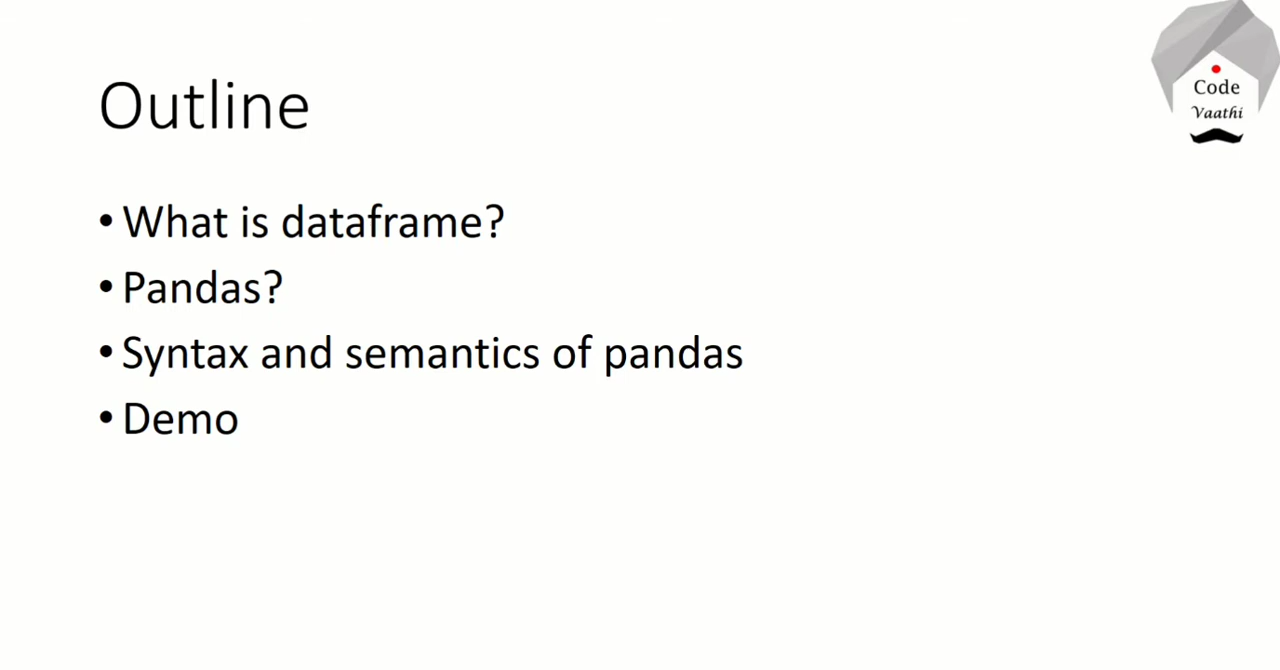 Outline
• What is dataframe?
• Pandas?
• Syntax and semantics of pandas
• Demo
Code
Vaathi